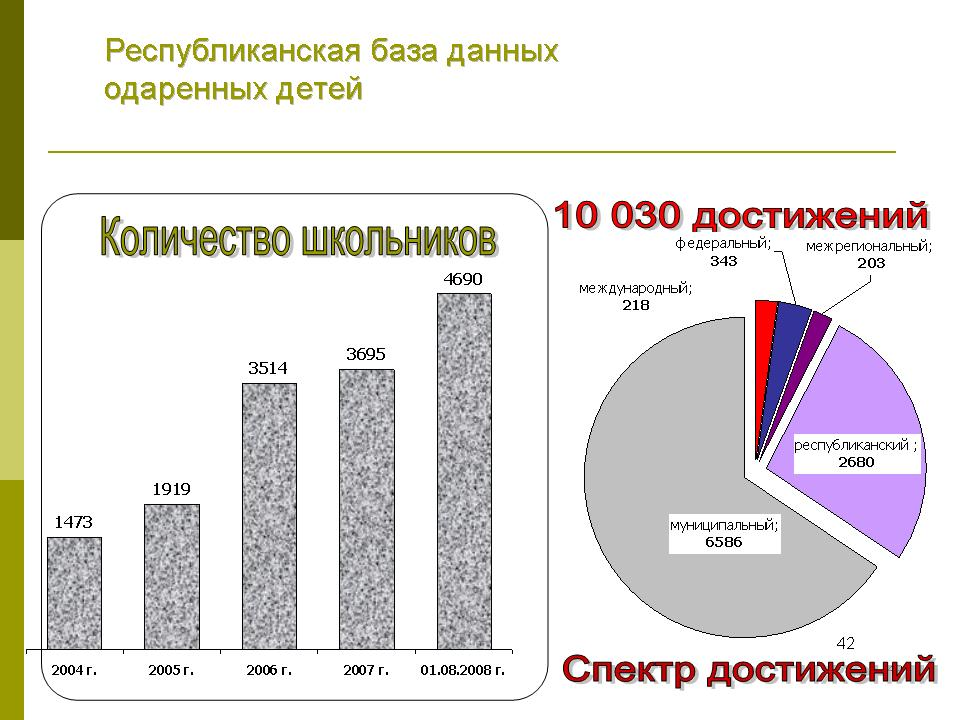 Республиканская база данных
одаренных детей
Количество школьников
4690
3695
3514
1919
1473
2004 г.
2005 г.
2006 г.
2007 г.
01.08.2008 г.
10 030 достижений
федеральный;
343
межрегиональный;
203
международный;
218
республиканский ;
2680
муниципальный;
6586
42
Спектр достижений